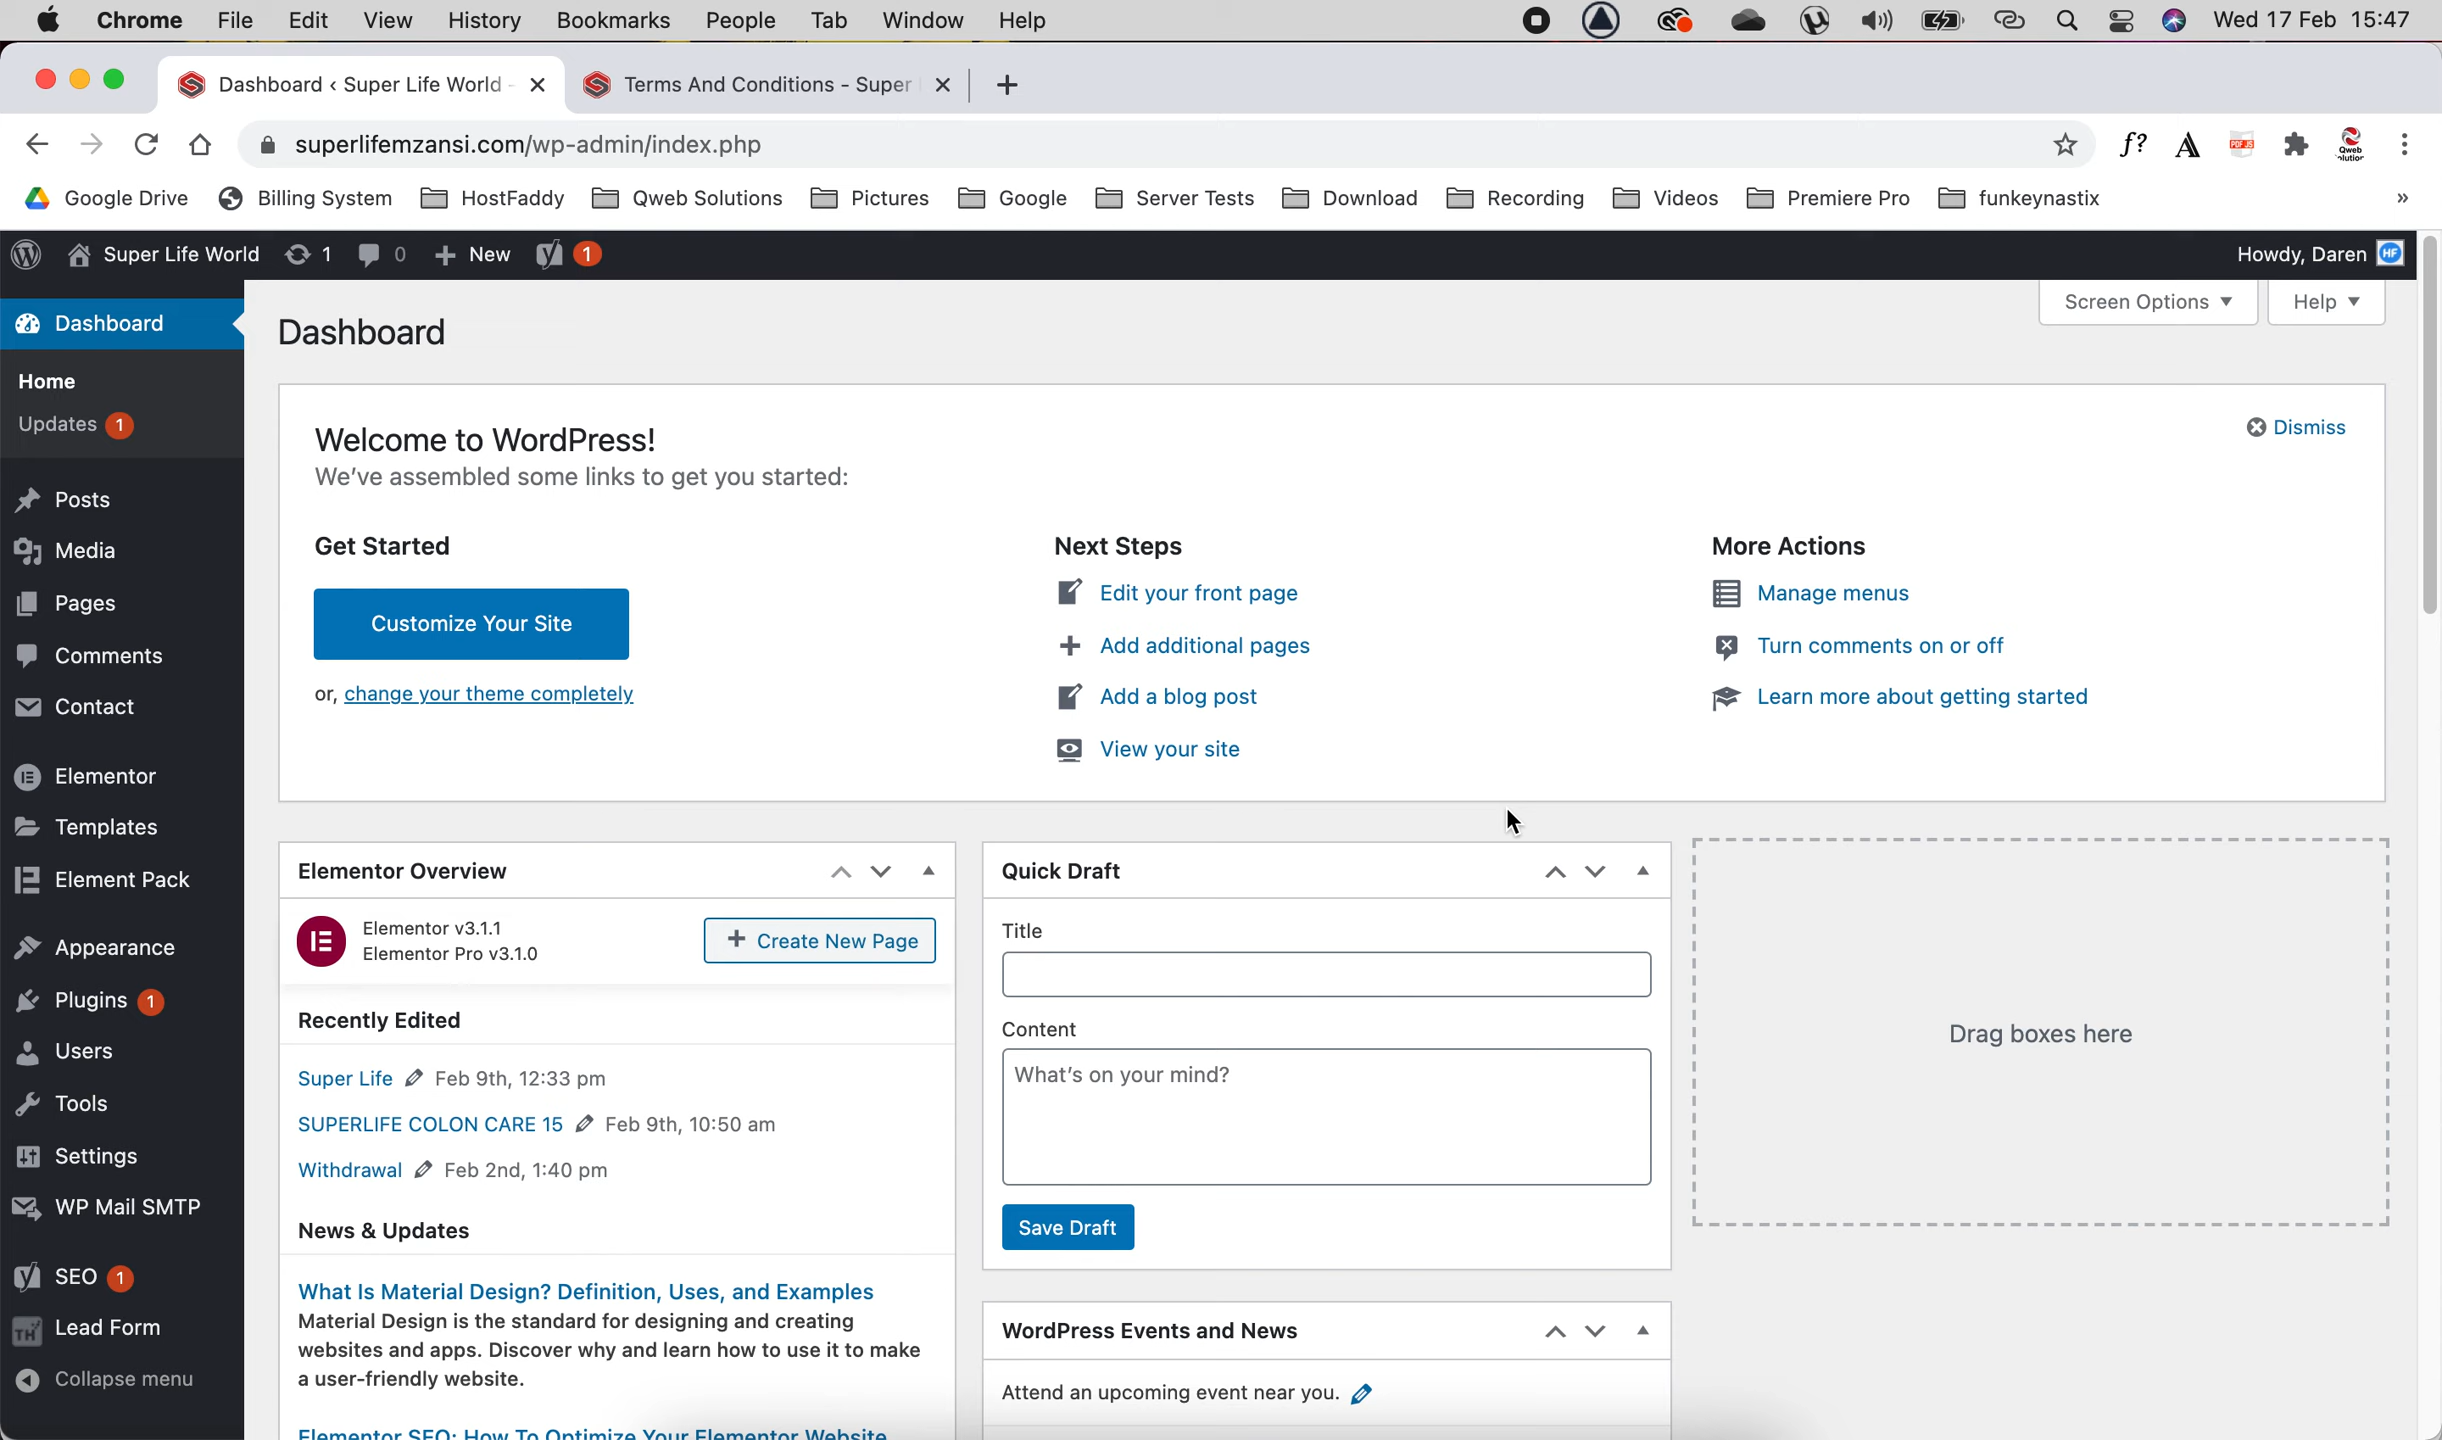 Chrome File Edit View History Bookmarks People Tab Window Help Wed 17 Feb 15:47
Dashboard ‹ Super Life World - Terms And Conditions - Super
superlifemzansi.com/wp-admin/index.php f? A PDF JS Qweb
Google Drive Billing System HostFaddy Qweb Solutions Pictures Google Server Tests Download Recording Videos Premiere Pro funkeynastix »
Super Life World 1 0 + New 1 Howdy, Daren HF
Screen Options ▼ Help ▼
Dashboard
Home
Updates 1
Posts
Media
Pages
Comments
Contact
Elementor
Templates
Element Pack
Appearance
Plugins 1
Users
Tools
Settings
WP Mail SMTP
SEO 1
Lead Form
Collapse menu
Dashboard
Welcome to WordPress!
Dismiss
We've assembled some links to get you started:
Get Started
Customize Your Site
or, change your theme completely
Next Steps
Edit your front page
Add additional pages
Add a blog post
View your site
More Actions
Manage menus
Turn comments on or off
Learn more about getting started
Elementor Overview
Elementor v3.1.1
Elementor Pro v3.1.0
+ Create New Page
Recently Edited
Super Life Feb 9th, 12:33 pm
SUPERLIFE COLON CARE 15 Feb 9th, 10:50 am
Withdrawal Feb 2nd, 1:40 pm
News & Updates
What Is Material Design? Definition, Uses, and Examples
Material Design is the standard for designing and creating
websites and apps. Discover why and learn how to use it to make
a user-friendly website.
Elementor SEO: How To Optimize Your Elementor Website
Quick Draft
Title
Content
What's on your mind?
Save Draft
WordPress Events and News
Attend an upcoming event near you.
Drag boxes here